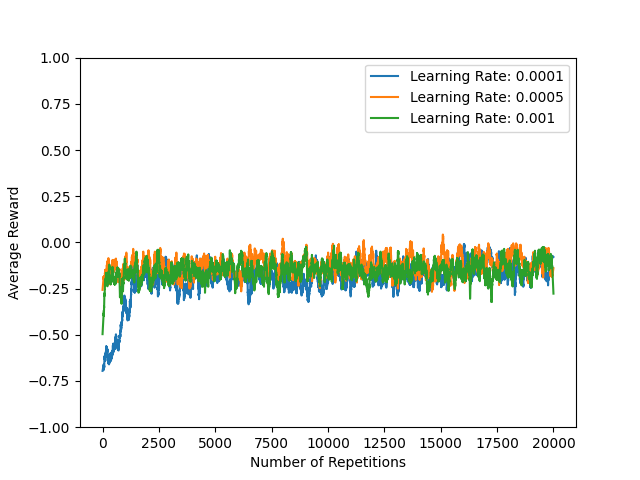 1.00
0.75
0.50
0.25
0.00
−0.25
−0.50
−0.75
−1.00
Average Reward
Learning Rate: 0.0001
Learning Rate: 0.0005
Learning Rate: 0.001
0 2500 5000 7500 10000 12500 15000 17500 20000
Number of Repetitions